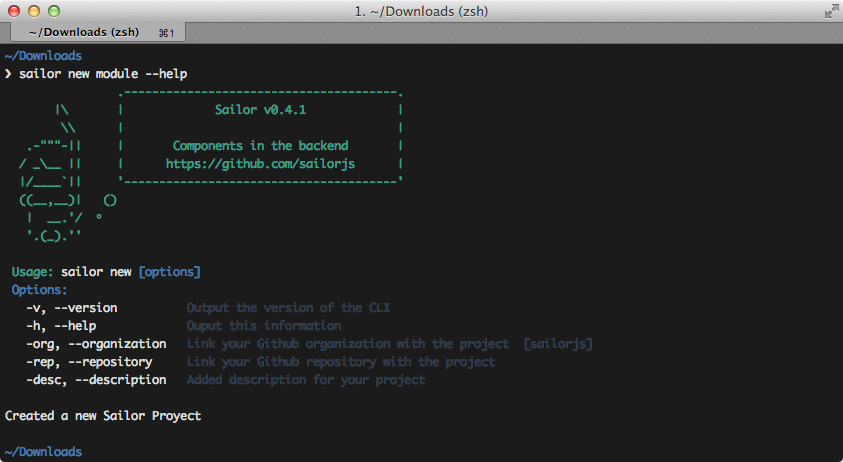 1. ~/Downloads (zsh)
~/Downloads (zsh) ⌘1
~/Downloads
❯ sailor new module --help
Sailor v0.4.1
Components in the backend
https://github.com/sailorjs
Usage: sailor new [options]
Options:
-v, --version Output the version of the CLI
-h, --help Ouput this information
-org, --organization Link your Github organization with the project [sailorjs]
-rep, --repository Link your Github repository with the project
-desc, --description Added description for your project
Created a new Sailor Proyect
~/Downloads